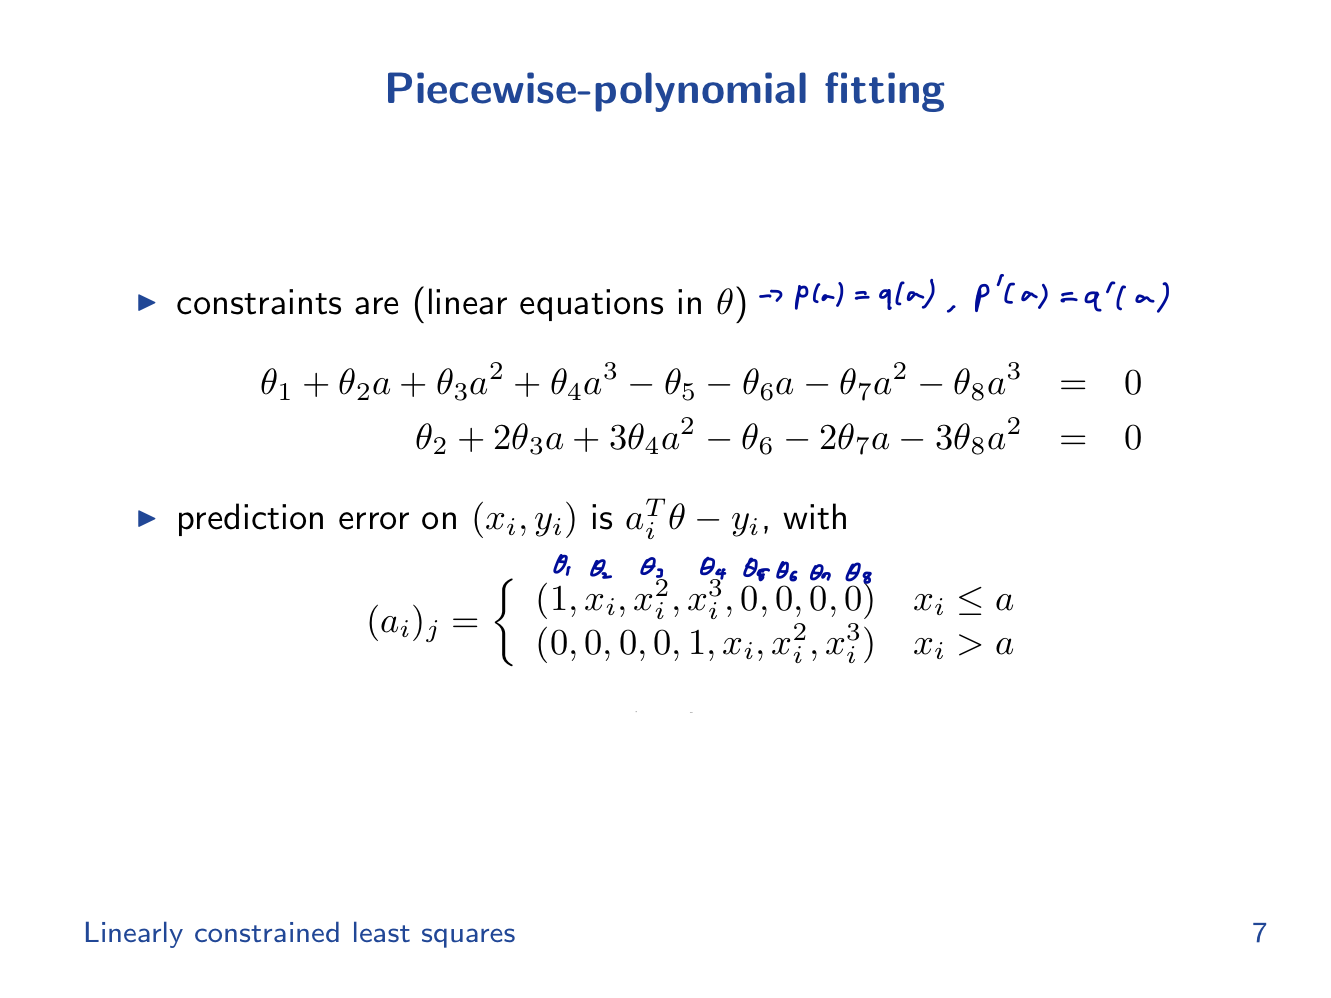 Piecewise-polynomial fitting
▶ constraints are (linear equations in θ) → p(a) = q(a), p'(a) = q'(a)
θ₁ + θ₂a + θ₃a² + θ₄a³ − θ₅ − θ₆a − θ₇a² − θ₈a³ = 0
θ₂ + 2θ₃a + 3θ₄a² − θ₆ − 2θ₇a − 3θ₈a² = 0
▶ prediction error on (xᵢ, yᵢ) is aᵢᵀθ − yᵢ, with
θ₁ θ₂ θ₃ θ₄ θ₅ θ₆ θ₇ θ₈
(aᵢ)ⱼ = { (1, xᵢ, xᵢ², xᵢ³, 0, 0, 0, 0) xᵢ ≤ a
(0, 0, 0, 0, 1, xᵢ, xᵢ², xᵢ³) xᵢ > a
Linearly constrained least squares 7